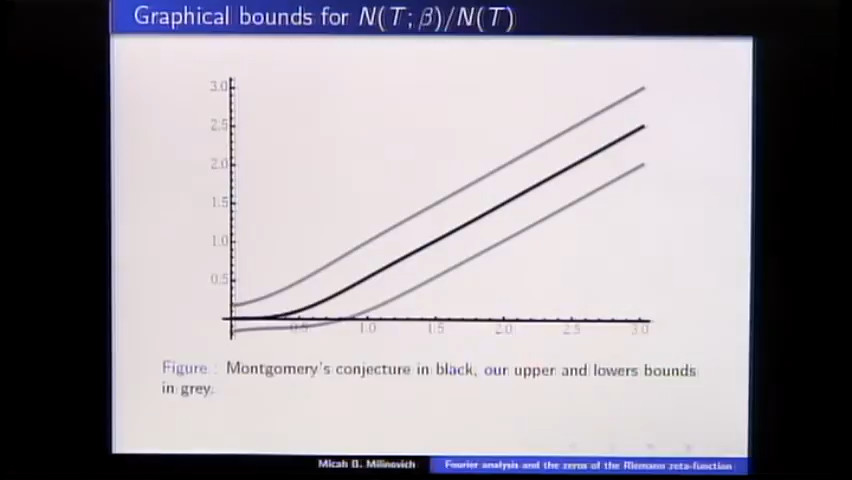 Graphical bounds for N(T; β)/N(T)
3.0
2.5
2.0
1.5
1.0
0.5
0.5 1.0 1.5 2.0 2.5 3.0
Figure : Montgomery's conjecture in black, our upper and lowers bounds
in grey.
Micah B. Milinovich Fourier analysis and the zeros of the Riemann zeta-function